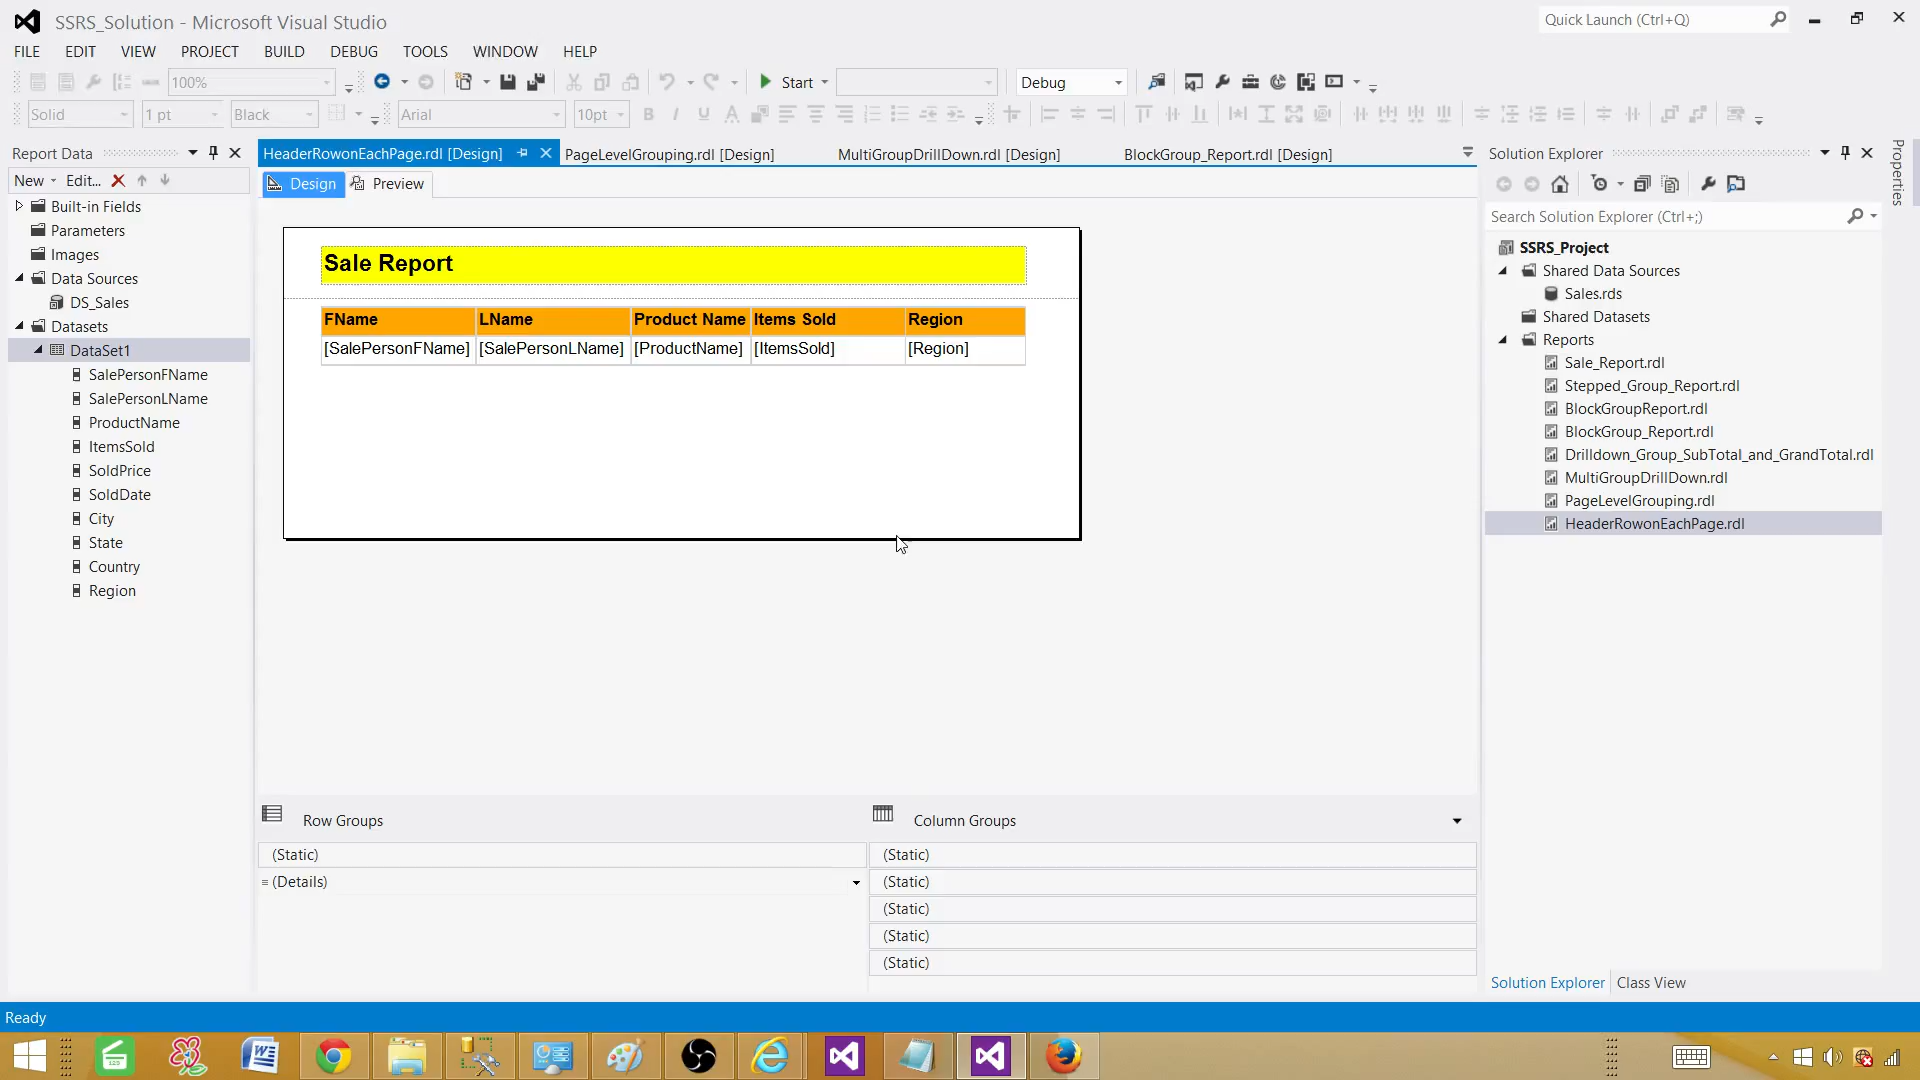 SSRS_Solution - Microsoft Visual Studio
Quick Launch (Ctrl+Q)
FILE EDIT VIEW PROJECT BUILD DEBUG TOOLS WINDOW HELP
100% Start Debug
Solid 1 pt Black Arial 10pt B I U A
Report Data
HeaderRowonEachPage.rdl [Design] PageLevelGrouping.rdl [Design] MultiGroupDrillDown.rdl [Design] BlockGroup_Report.rdl [Design]
Solution Explorer
Properties
New Edit...
Design Preview
Built-in Fields
Parameters
Images
Data Sources
DS_Sales
Datasets
DataSet1
SalePersonFName
SalePersonLName
ProductName
ItemsSold
SoldPrice
SoldDate
City
State
Country
Region
Sale Report
FName LName Product Name Items Sold Region
[SalePersonFName] [SalePersonLName] [ProductName] [ItemsSold] [Region]
Row Groups
(Static)
(Details)
Column Groups
(Static)
(Static)
(Static)
(Static)
(Static)
Search Solution Explorer (Ctrl+;)
SSRS_Project
Shared Data Sources
Sales.rds
Shared Datasets
Reports
Sale_Report.rdl
Stepped_Group_Report.rdl
BlockGroupReport.rdl
BlockGroup_Report.rdl
Drilldown_Group_SubTotal_and_GrandTotal.rdl
MultiGroupDrillDown.rdl
PageLevelGrouping.rdl
HeaderRowonEachPage.rdl
Solution Explorer Class View
Ready